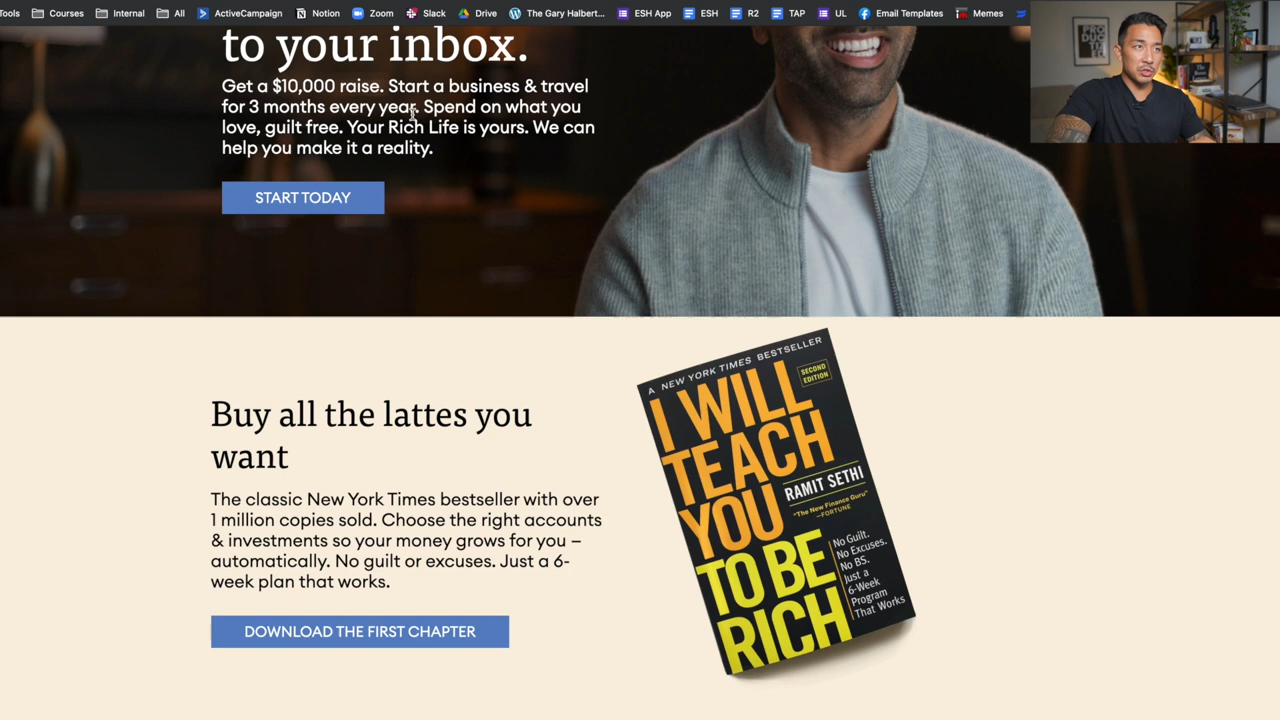 Tools Courses Internal All ActiveCampaign Notion Zoom Slack Drive The Gary Halbert... ESH App ESH R2 TAP UL Email Templates Memes
to your inbox.
Get a $10,000 raise. Start a business & travel
for 3 months every year. Spend on what you
love, guilt free. Your Rich Life is yours. We can
help you make it a reality.
START TODAY
Buy all the lattes you
want
The classic New York Times bestseller with over
1 million copies sold. Choose the right accounts
& investments so your money grows for you –
automatically. No guilt or excuses. Just a 6-
week plan that works.
DOWNLOAD THE FIRST CHAPTER
A NEW YORK TIMES BESTSELLER
SECOND
EDITION
I WILL
TEACH
YOU
TO BE
RICH
RAMIT SETHI
"The New Finance Guru"
—FORTUNE
No Guilt.
No Excuses.
No BS.
Just a
6-Week
Program
That Works